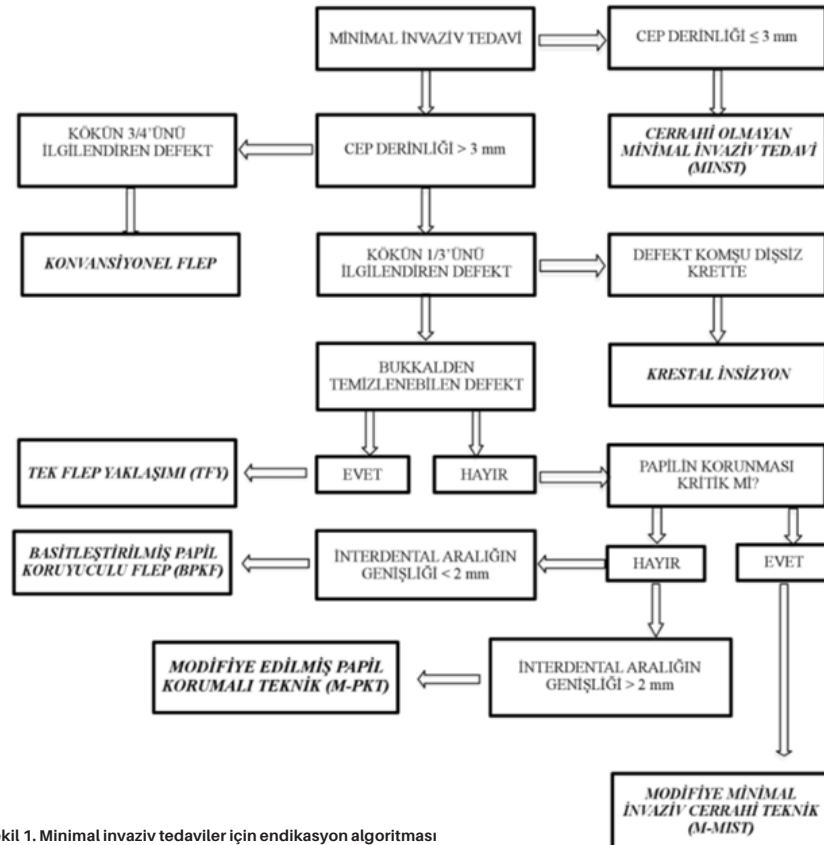 MİNİMAL İNVAZİV TEDAVİ
CEP DERİNLİĞİ ≤ 3 mm
KÖKÜN 3/4'ÜNÜ
İLGİLENDİREN DEFEKT
CEP DERİNLİĞİ > 3 mm
CERRAHİ OLMAYAN
MİNİMAL İNVAZİV TEDAVİ
(MINST)
KONVANSİYONEL FLEP
KÖKÜN 1/3'ÜNÜ
İLGİLENDİREN DEFEKT
DEFEKT KOMŞU DİŞSİZ
KRETTE
BUKKALDEN
TEMİZLENEBİLEN DEFEKT
KRESTAL İNSİZYON
TEK FLEP YAKLAŞIMI (TFY)
EVET
HAYIR
PAPİLİN KORUNMASI
KRİTİK Mİ?
BASİTLEŞTİRİLMİŞ PAPİL
KORUYUCULU FLEP (BPKF)
İNTERDENTAL ARALIĞIN
GENİŞLİĞİ < 2 mm
HAYIR
EVET
MODİFİYE EDİLMİŞ PAPİL
KORUMALI TEKNİK (M-PKT)
İNTERDENTAL ARALIĞIN
GENİŞLİĞİ > 2 mm
MODİFİYE MİNİMAL
İNVAZİV CERRAHİ TEKNİK
(M-MIST)
kil 1. Minimal invaziv tedaviler için endikasyon algoritması